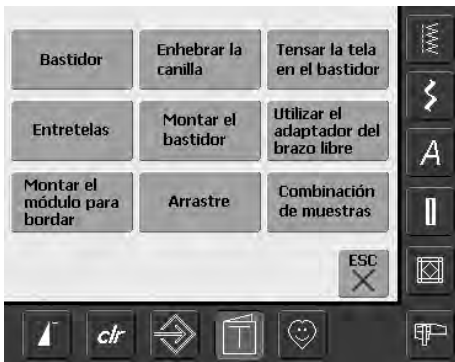 Bastidor
Enhebrar la
canilla
Tensar la tela
en el bastidor
Entretelas
Montar el
bastidor
Utilizar el
adaptador del
brazo libre
Montar el
módulo para
bordar
Arrastre
Combinación
de muestras
ESC
A
clr
T